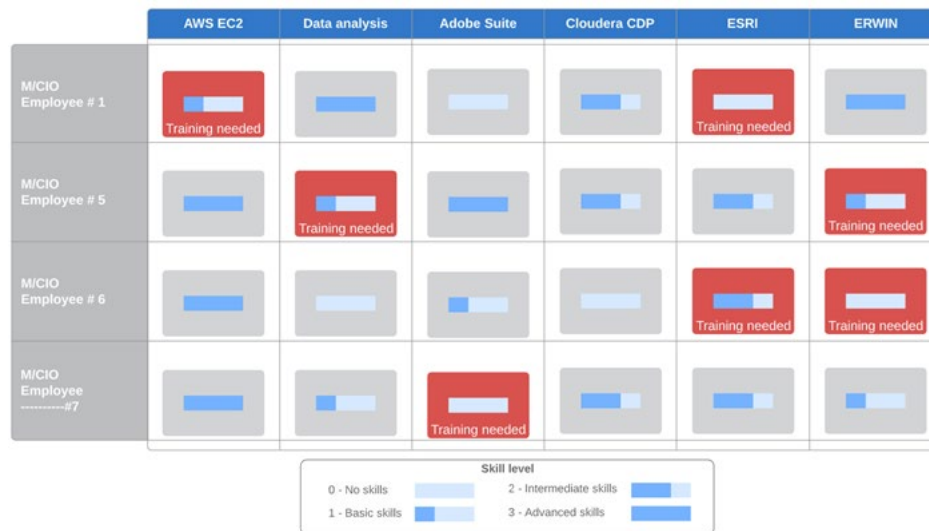 AWS EC2 Data analysis Adobe Suite Cloudera CDP ESRI ERWIN
M/CIO
Employee # 1
Training needed Training needed
M/CIO
Employee # 5
Training needed Training needed
M/CIO
Employee # 6
Training needed Training needed
M/CIO
Employee
----------#7
Training needed
Skill level
0 - No skills 2 - Intermediate skills
1 - Basic skills 3 - Advanced skills